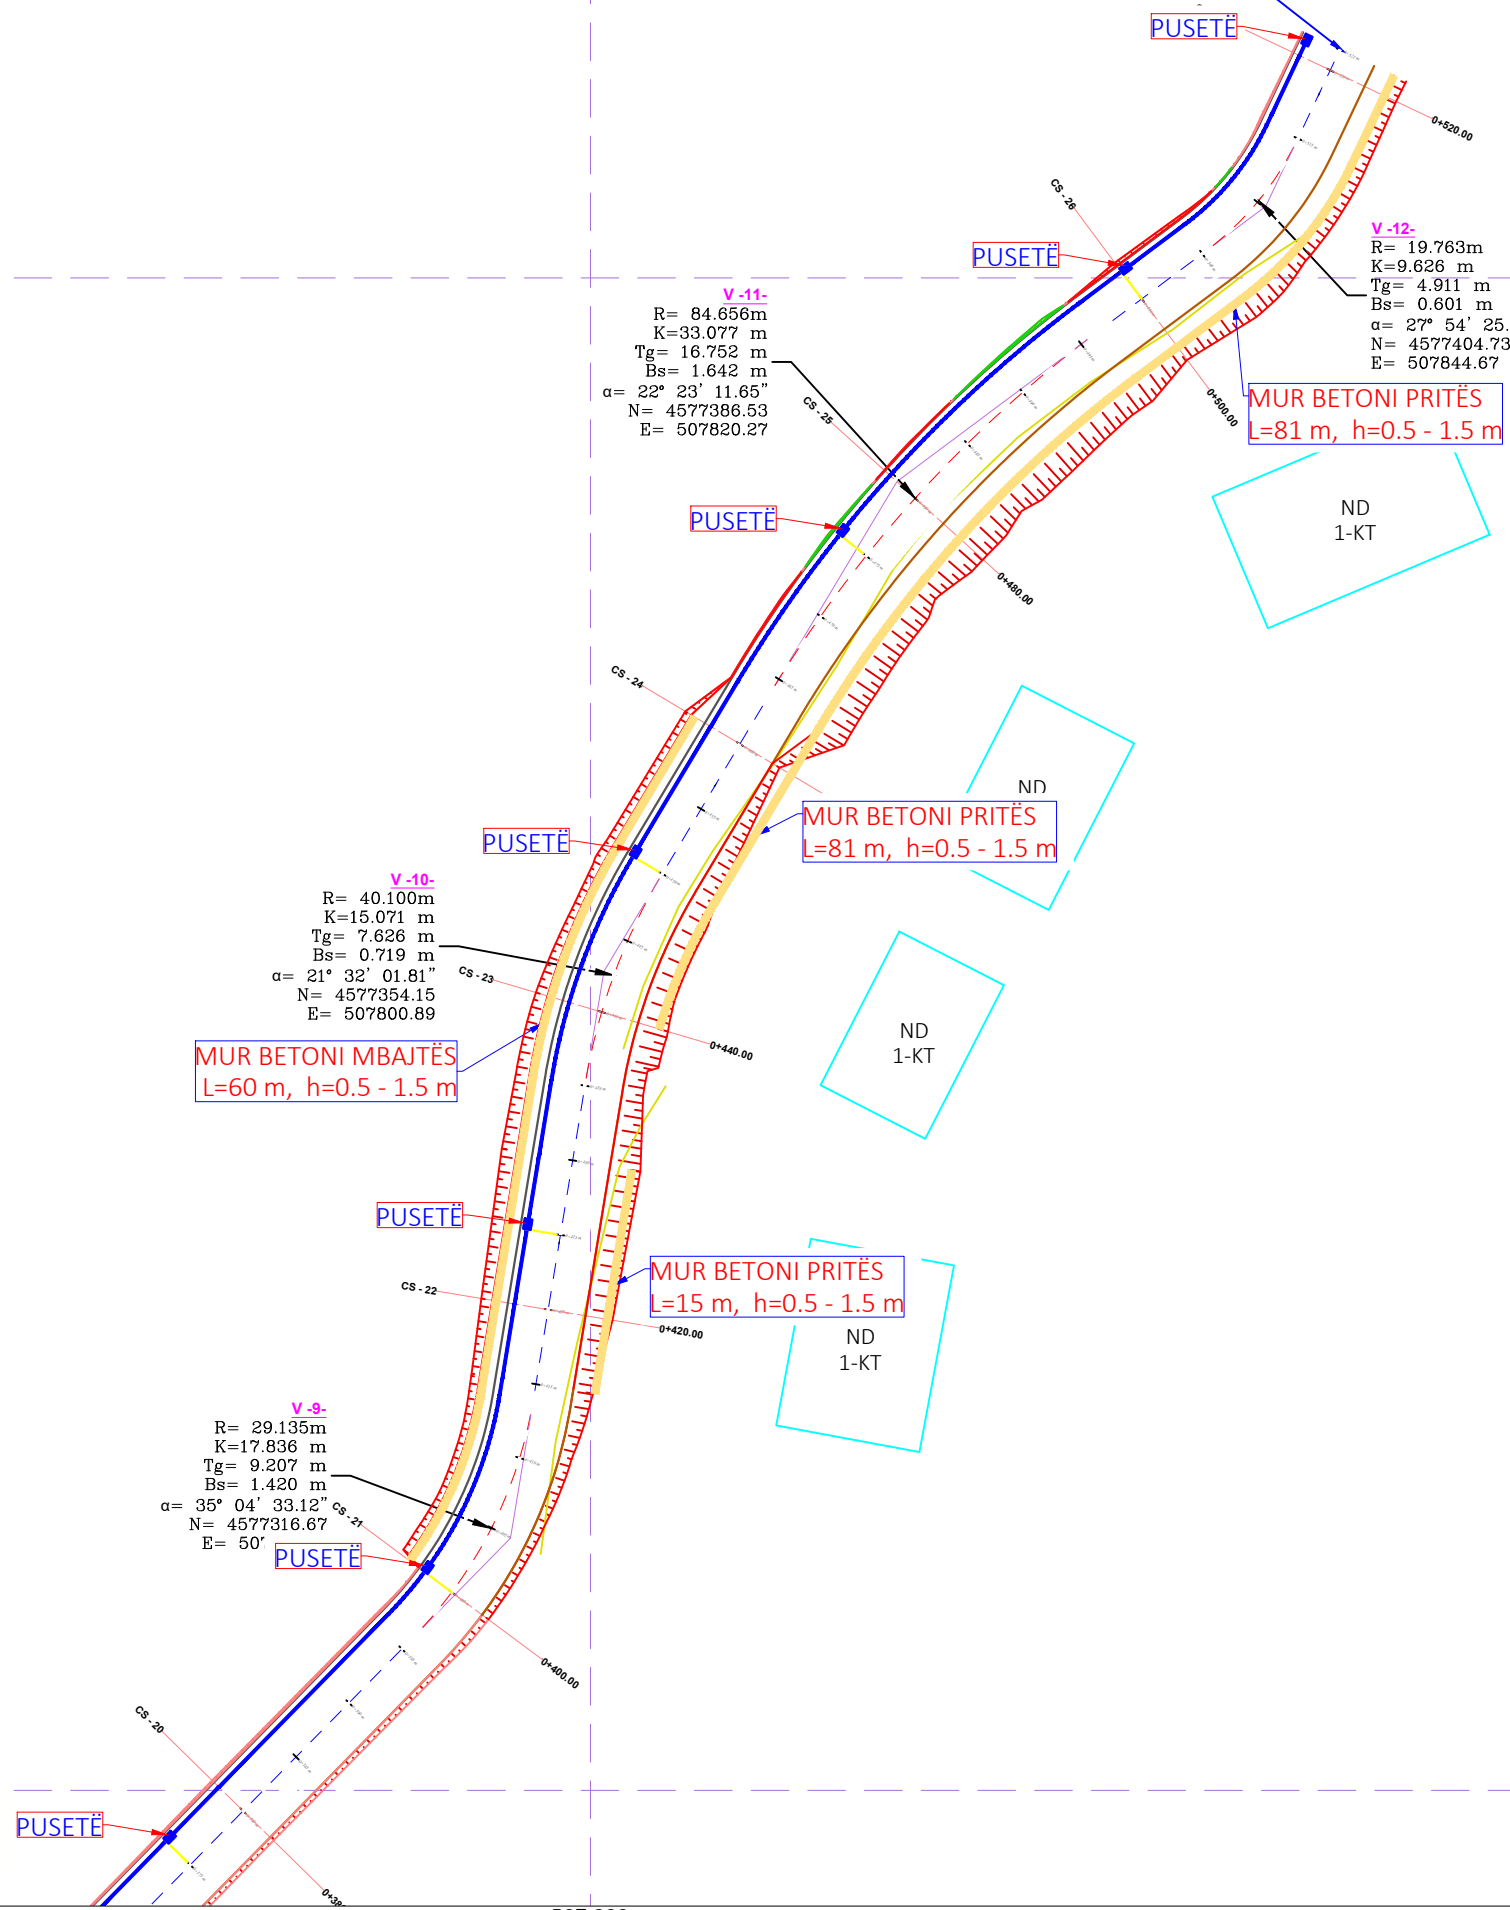 PUSETË
0+520.00
CS - 26
V -12-
R= 19.763m
K=9.626 m
Tg= 4.911 m
Bs= 0.601 m
α= 27° 54' 25.
N= 4577404.73
E= 507844.67
PUSETË
V -11-
R= 84.656m
K=33.077 m
Tg= 16.752 m
Bs= 1.642 m
α= 22° 23' 11.65"
N= 4577386.53
E= 507820.27
CS - 25
0+500.00
MUR BETONI PRITËS
L=81 m, h=0.5 - 1.5 m
ND
1-KT
PUSETË
0+480.00
CS - 24
ND
MUR BETONI PRITËS
L=81 m, h=0.5 - 1.5 m
PUSETË
V -10-
R= 40.100m
K=15.071 m
Tg= 7.626 m
Bs= 0.719 m
α= 21° 32' 01.81"
N= 4577354.15
E= 507800.89
CS - 23
0+440.00
ND
1-KT
MUR BETONI MBAJTËS
L=60 m, h=0.5 - 1.5 m
PUSETË
MUR BETONI PRITËS
L=15 m, h=0.5 - 1.5 m
CS - 22
0+420.00
ND
1-KT
V -9-
R= 29.135m
K=17.836 m
Tg= 9.207 m
Bs= 1.420 m
α= 35° 04' 33.12"
N= 4577316.67
E= 50
CS - 21
PUSETË
0+400.00
CS - 20
PUSETË
0+38